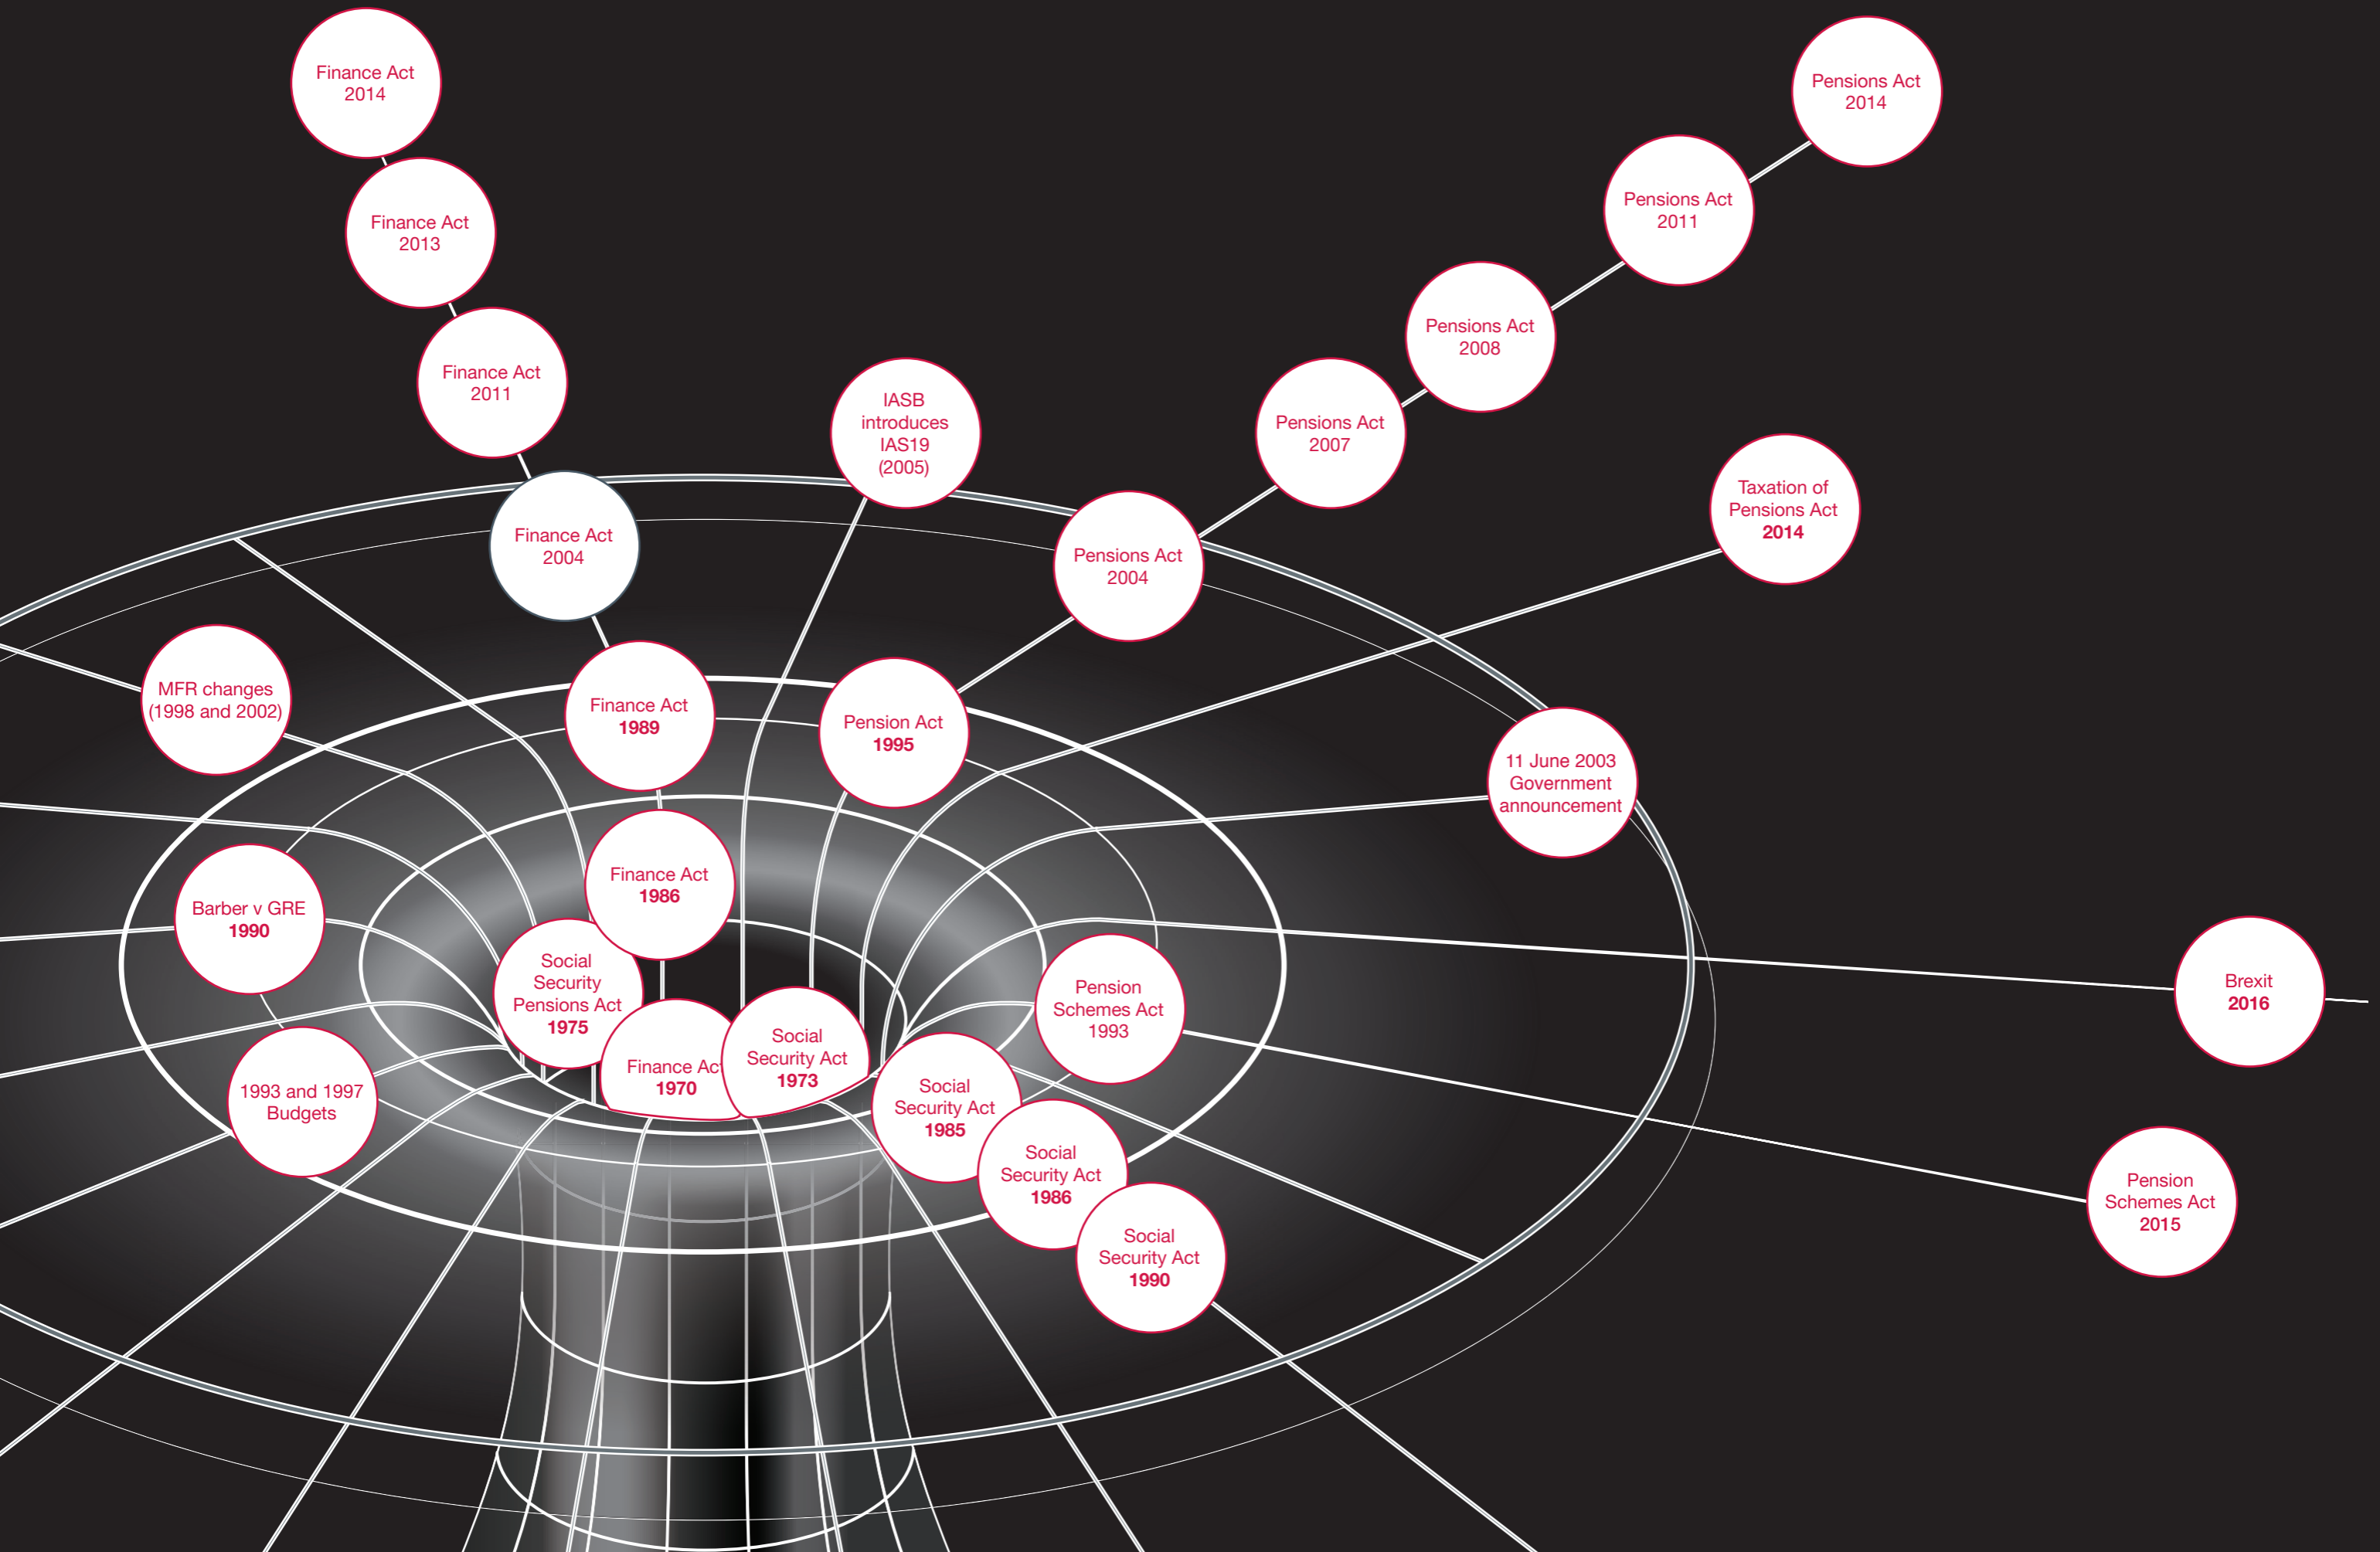 Finance Act
2014
Pensions Act
2014
Finance Act
2013
Pensions Act
2011
Finance Act
2011
Pensions Act
2008
IASB
introduces
IAS19
(2005)
Pensions Act
2007
Taxation of
Pensions Act
2014
Finance Act
2004
Pensions Act
2004
MFR changes
(1998 and 2002)
Finance Act
1989
Pension Act
1995
11 June 2003
Government
announcement
Finance Act
1986
Barber v GRE
1990
Social
Security
Pensions Act
1975
Pension
Schemes Act
1993
Brexit
2016
Finance Act
1970
Social
Security Act
1973
1993 and 1997
Budgets
Social
Security Act
1985
Social
Security Act
1986
Pension
Schemes Act
2015
Social
Security Act
1990